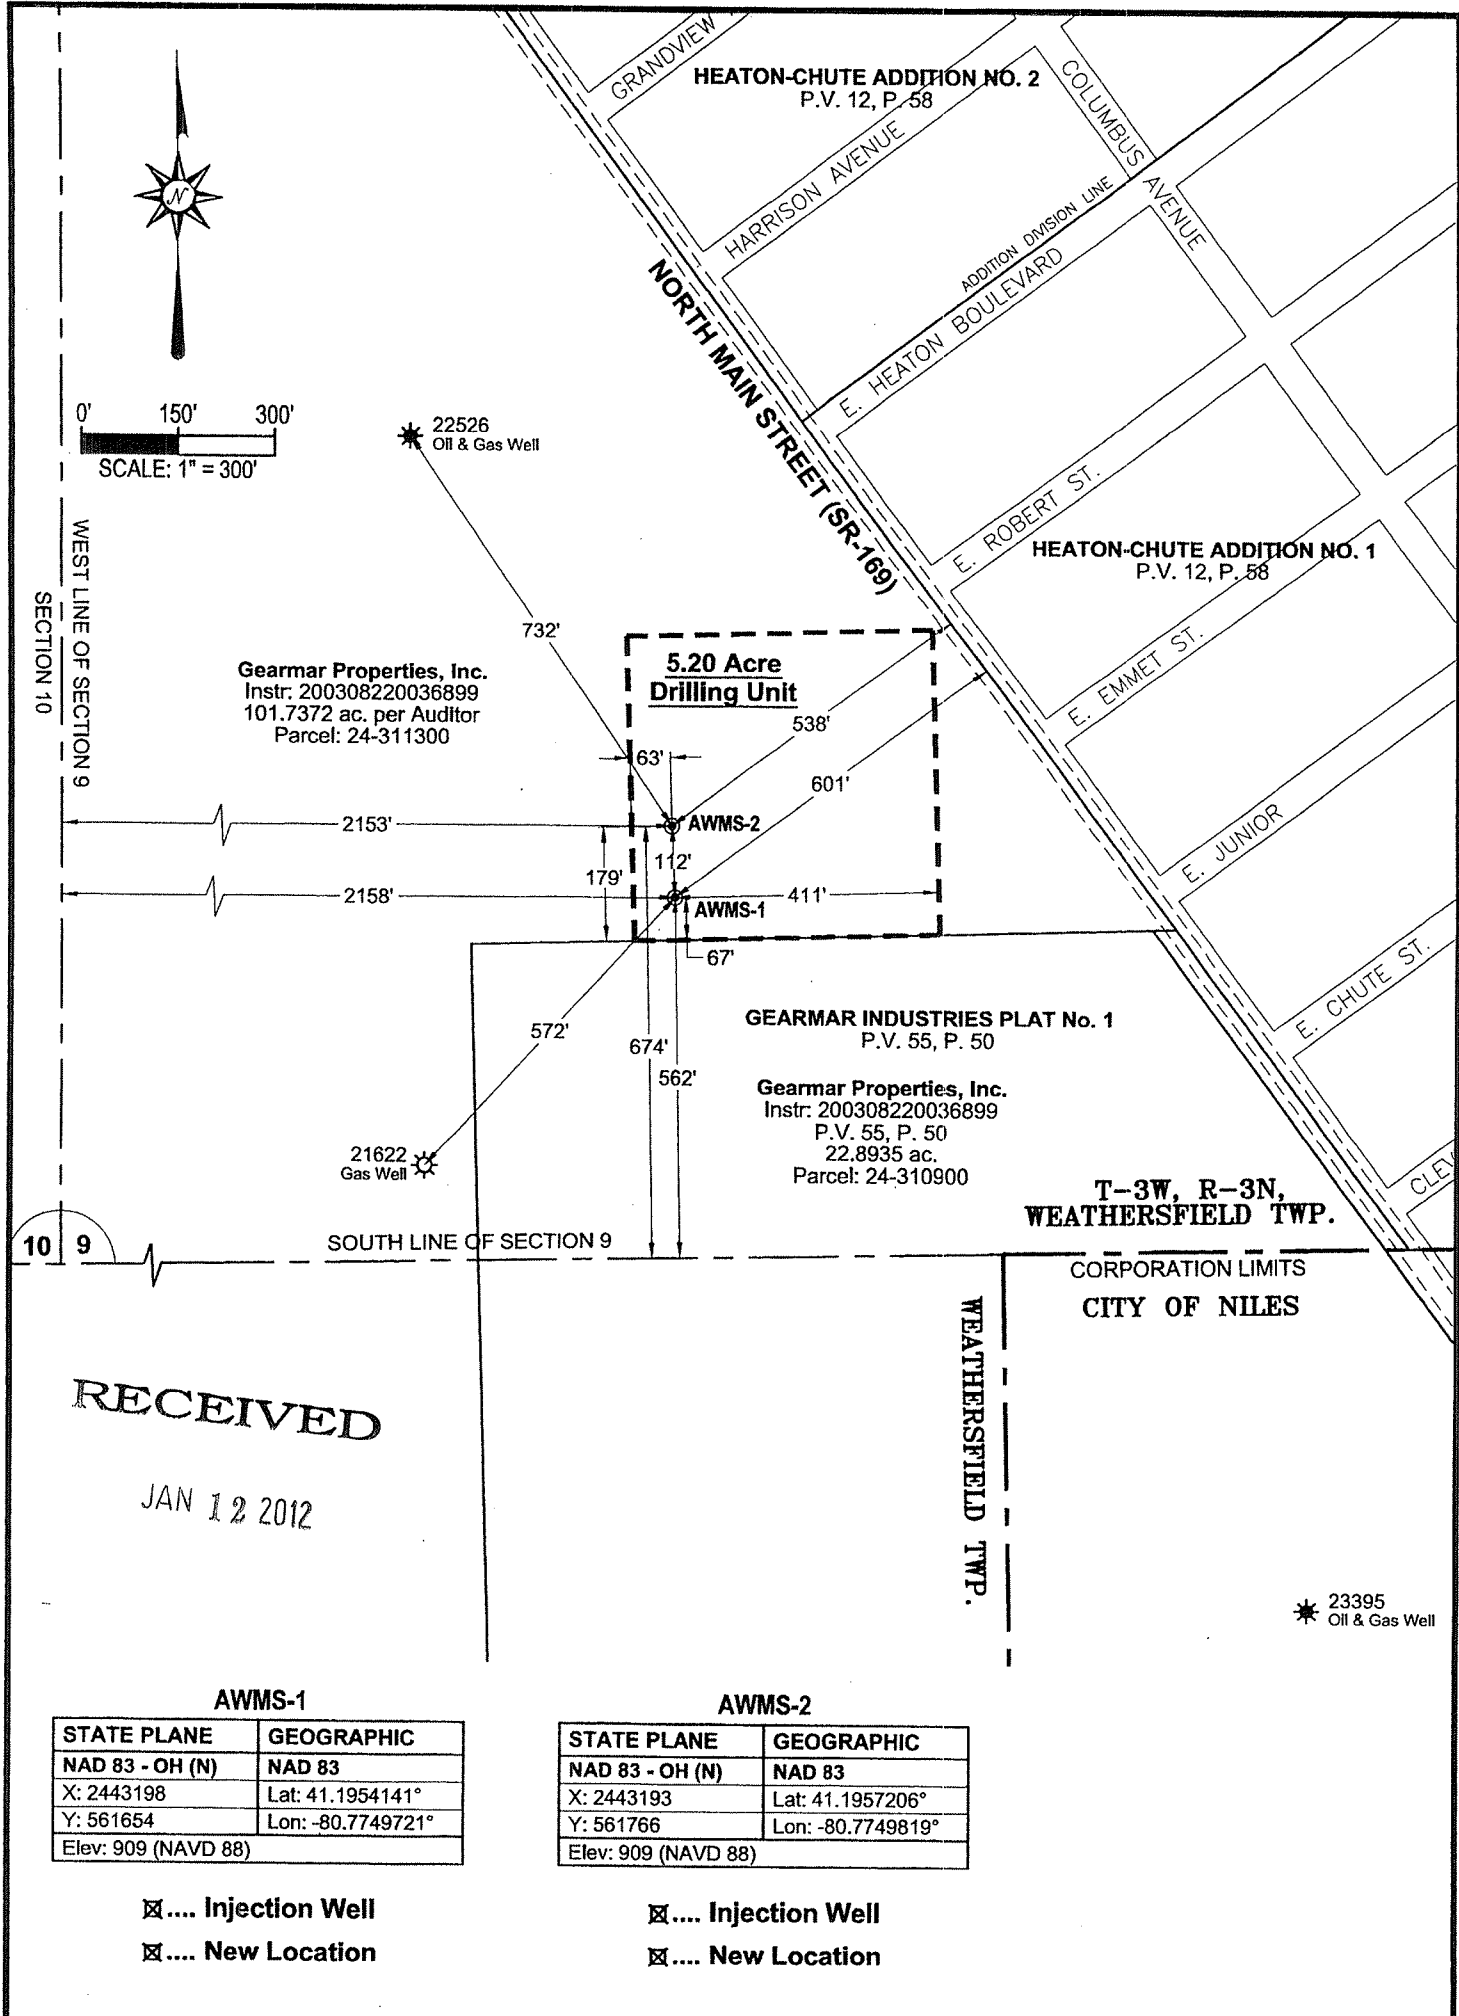 GRANDVIEW
HEATON-CHUTE ADDITION NO. 2
P.V. 12, P. 58
COLUMBUS AVENUE
HARRISON AVENUE
ADDITION DIVISION LINE
E. HEATON BOULEVARD
N
NORTH MAIN STREET (SR-169)
0' 150' 300'
SCALE: 1" = 300'
22526
Oil & Gas Well
E. ROBERT ST.
HEATON-CHUTE ADDITION NO. 1
P.V. 12, P. 58
WEST LINE OF SECTION 9
SECTION 10
732'
5.20 Acre
Drilling Unit
E. EMMET ST.
Gearmar Properties, Inc.
Instr: 200308220036899
101.7372 ac. per Auditor
Parcel: 24-311300
538'
63'
601'
2153'
AWMS-2
E. JUNIOR
112'
179'
2158'
411'
AWMS-1
67'
E. CHUTE ST.
GEARMAR INDUSTRIES PLAT No. 1
P.V. 55, P. 50
572'
674'
562'
Gearmar Properties, Inc.
Instr: 200308220036899
P.V. 55, P. 50
22.8935 ac.
Parcel: 24-310900
21622
Gas Well
CLEV
T-3W, R-3N,
WEATHERSFIELD TWP.
10 9
SOUTH LINE OF SECTION 9
CORPORATION LIMITS
CITY OF NILES
WEATHERSFIELD TWP.
RECEIVED
JAN 12 2012
23395
Oil & Gas Well
AWMS-1
STATE PLANE GEOGRAPHIC
NAD 83 - OH (N) NAD 83
X: 2443198 Lat: 41.1954141°
Y: 561654 Lon: -80.7749721°
Elev: 909 (NAVD 88)
☒.... Injection Well
☒.... New Location
AWMS-2
STATE PLANE GEOGRAPHIC
NAD 83 - OH (N) NAD 83
X: 2443193 Lat: 41.1957206°
Y: 561766 Lon: -80.7749819°
Elev: 909 (NAVD 88)
☒.... Injection Well
☒.... New Location